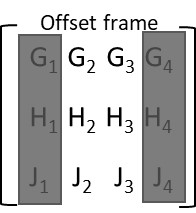 Offset frame
G₁ G₂ G₃ G₄
H₁ H₂ H₃ H₄
J₁ J₂ J₃ J₄